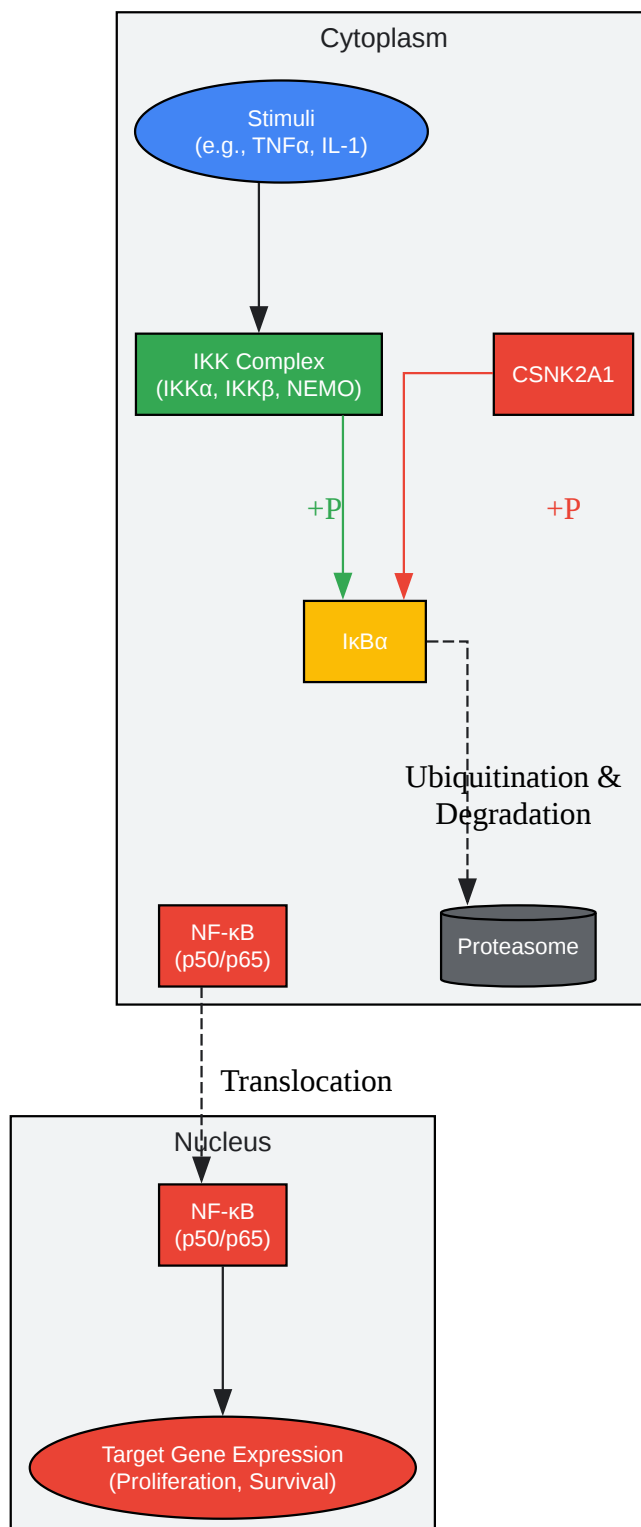 Cytoplasm
Stimuli
(e.g., TNFα, IL-1)
IKK Complex
(IKKα, IKKβ, NEMO)
CSNK2A1
+P
+P
IκBα
Ubiquitination &
Degradation
NF-κB
(p50/p65)
Proteasome
Translocation
Nucleus
NF-κB
(p50/p65)
Target Gene Expression
(Proliferation, Survival)